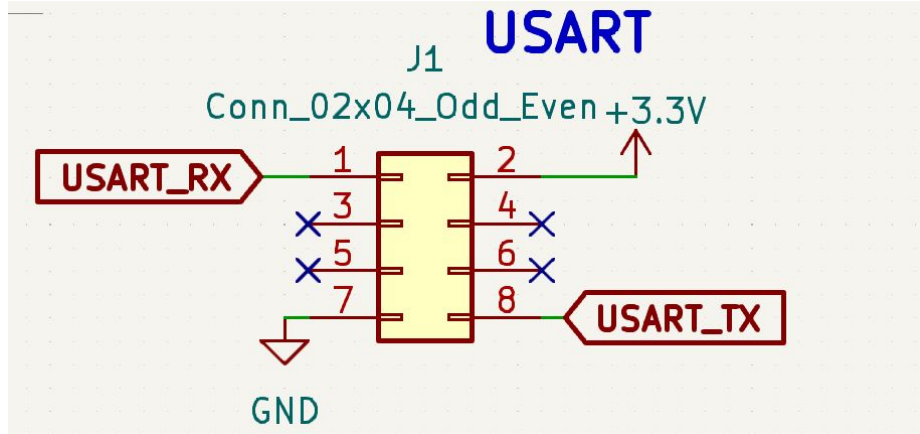 USART
J1
Conn_02x04_Odd_Even
+3.3V
USART_RX
1
2
3
4
5
6
7
8
USART_TX
GND